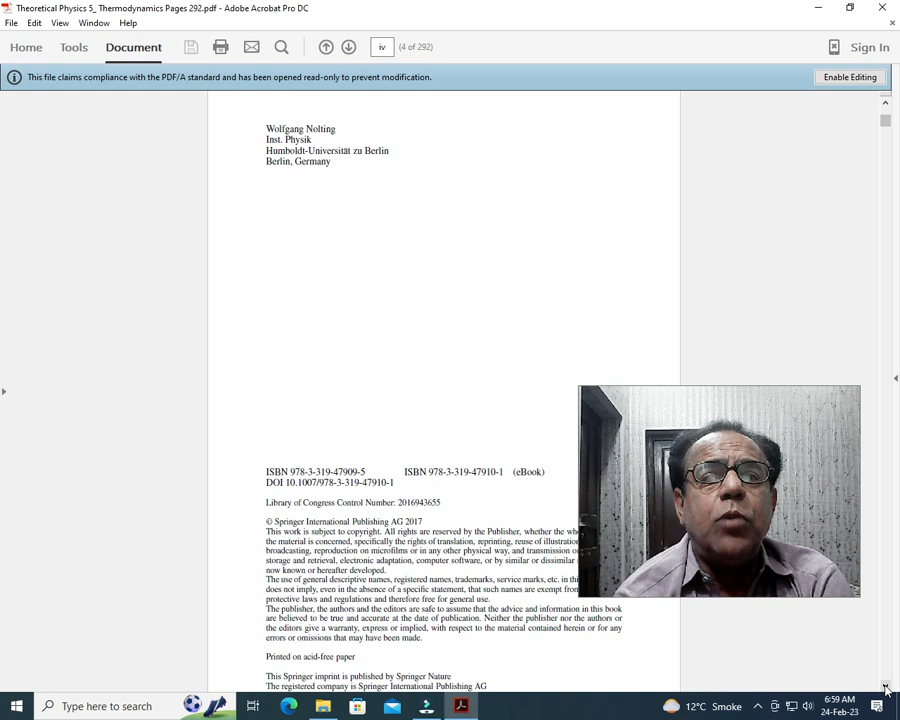 Theoretical Physics 5_ Thermodynamics Pages 292.pdf - Adobe Acrobat Pro DC
File Edit View Window Help
Home Tools Document iv (4 of 292) Sign In
This file claims compliance with the PDF/A standard and has been opened read-only to prevent modification. Enable Editing
Wolfgang Nolting
Inst. Physik
Humboldt-Universität zu Berlin
Berlin, Germany
ISBN 978-3-319-47909-5 ISBN 978-3-319-47910-1 (eBook)
DOI 10.1007/978-3-319-47910-1
Library of Congress Control Number: 2016943655
© Springer International Publishing AG 2017
This work is subject to copyright. All rights are reserved by the Publisher, whether the
the material is concerned, specifically the rights of translation, reprinting, reuse of
broadcasting, reproduction on microfilms or in any other physical way, and transmission
storage and retrieval, electronic adaptation, computer software, or by similar or dissimilar
now known or hereafter developed.
The use of general descriptive names, registered names, trademarks, service marks, etc. in
does not imply, even in the absence of a specific statement, that such names are exempt
protective laws and regulations and therefore free for general use.
The publisher, the authors and the editors are safe to assume that the advice and information in this book
are believed to be true and accurate at the date of publication. Neither the publisher nor the authors or
the editors give a warranty, express or implied, with respect to the material contained herein or for any
errors or omissions that may have been made.
Printed on acid-free paper
This Springer imprint is published by Springer Nature
The registered company is Springer International Publishing AG
Type here to search 12°C Smoke 6:59 AM
24-Feb-23